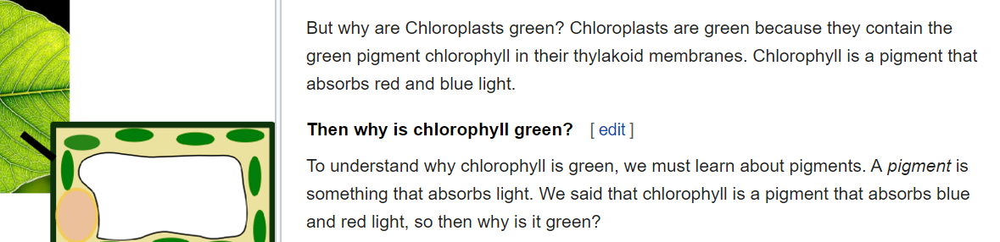 But why are Chloroplasts green? Chloroplasts are green because they contain the
green pigment chlorophyll in their thylakoid membranes. Chlorophyll is a pigment that
absorbs red and blue light.
Then why is chlorophyll green? [ edit ]
To understand why chlorophyll is green, we must learn about pigments. A pigment is
something that absorbs light. We said that chlorophyll is a pigment that absorbs blue
and red light, so then why is it green?